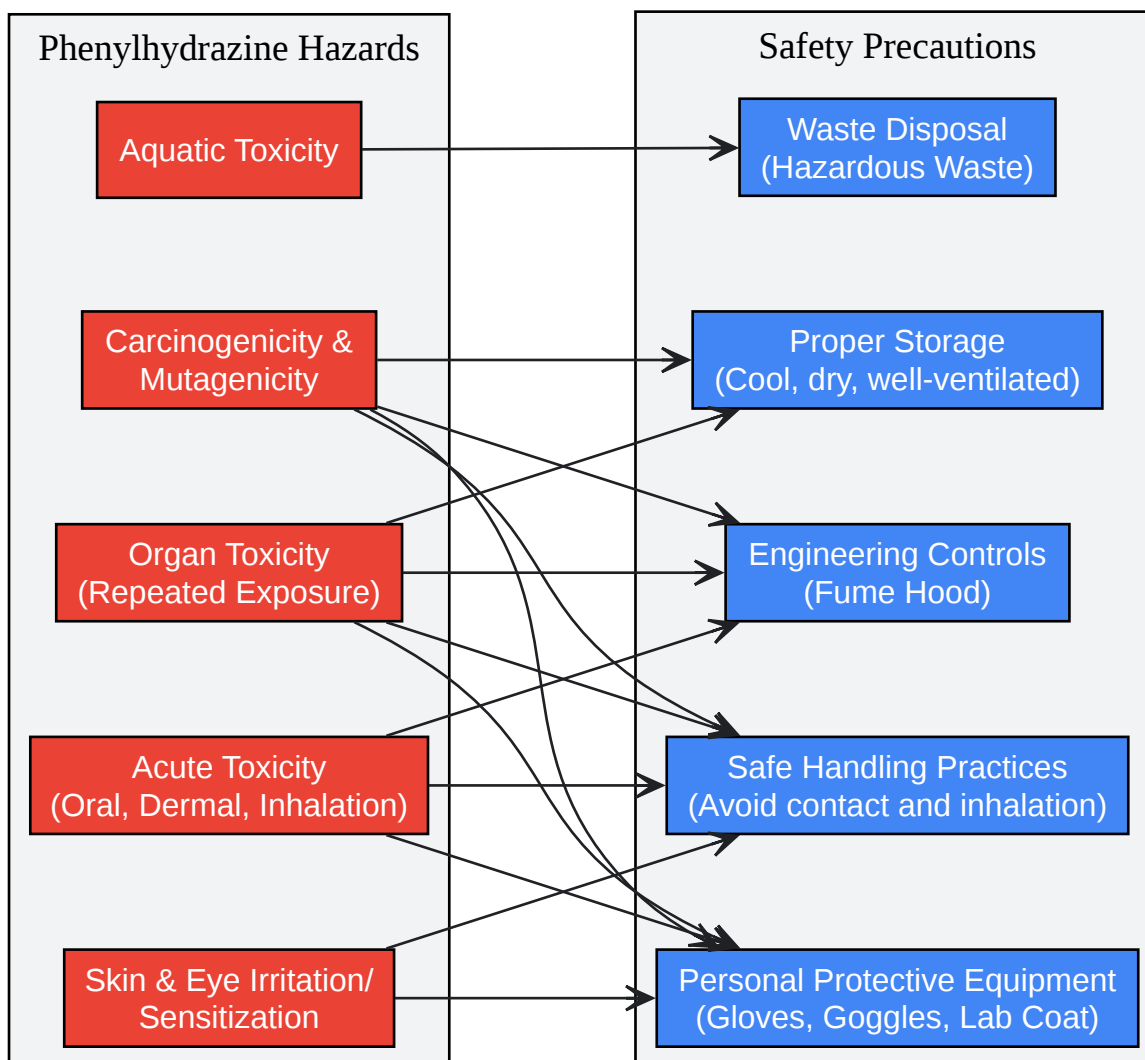 Phenylhydrazine Hazards
Aquatic Toxicity
Carcinogenicity &
Mutagenicity
Organ Toxicity
(Repeated Exposure)
Acute Toxicity
(Oral, Dermal, Inhalation)
Skin & Eye Irritation/
Sensitization
Safety Precautions
Waste Disposal
(Hazardous Waste)
Proper Storage
(Cool, dry, well-ventilated)
Engineering Controls
(Fume Hood)
Safe Handling Practices
(Avoid contact and inhalation)
Personal Protective Equipment
(Gloves, Goggles, Lab Coat)